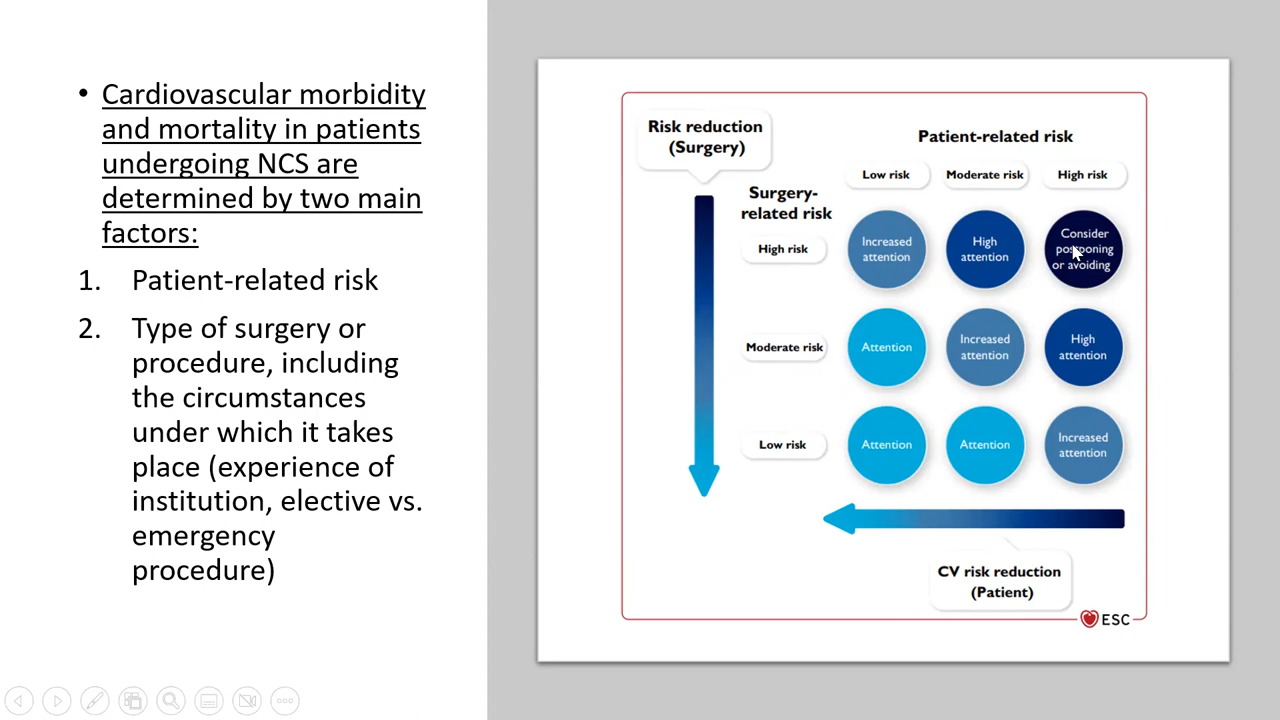 • Cardiovascular morbidity
and mortality in patients
undergoing NCS are
determined by two main
factors:
1. Patient-related risk
2. Type of surgery or
procedure, including
the circumstances
under which it takes
place (experience of
institution, elective vs.
emergency
procedure)
Risk reduction
(Surgery)
Patient-related risk
Low risk
Moderate risk
High risk
Surgery-
related risk
High risk
Increased
attention
High
attention
Consider
postponing
or avoiding
Moderate risk
Attention
Increased
attention
High
attention
Low risk
Attention
Attention
Increased
attention
CV risk reduction
(Patient)
ESC